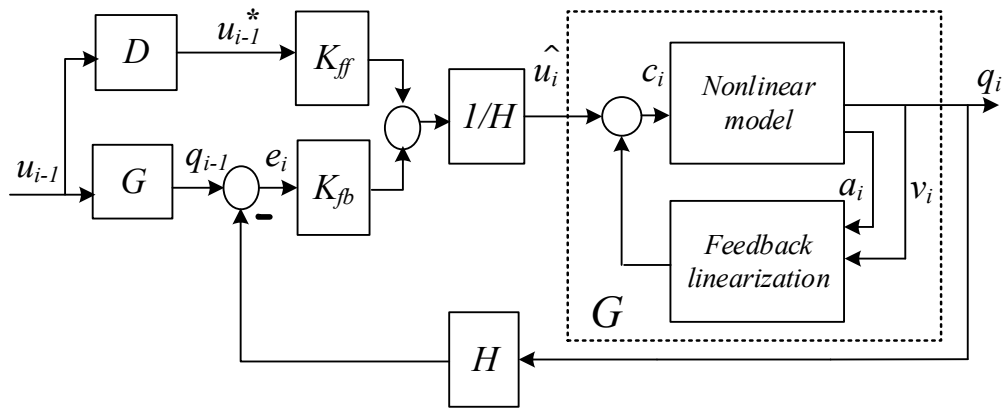 D
u*i-1
Kff
1/H
ûi
ci
Nonlinear
model
qi
ui-1
G
qi-1
ei
Kfb
-
ai
vi
Feedback
linearization
G
H